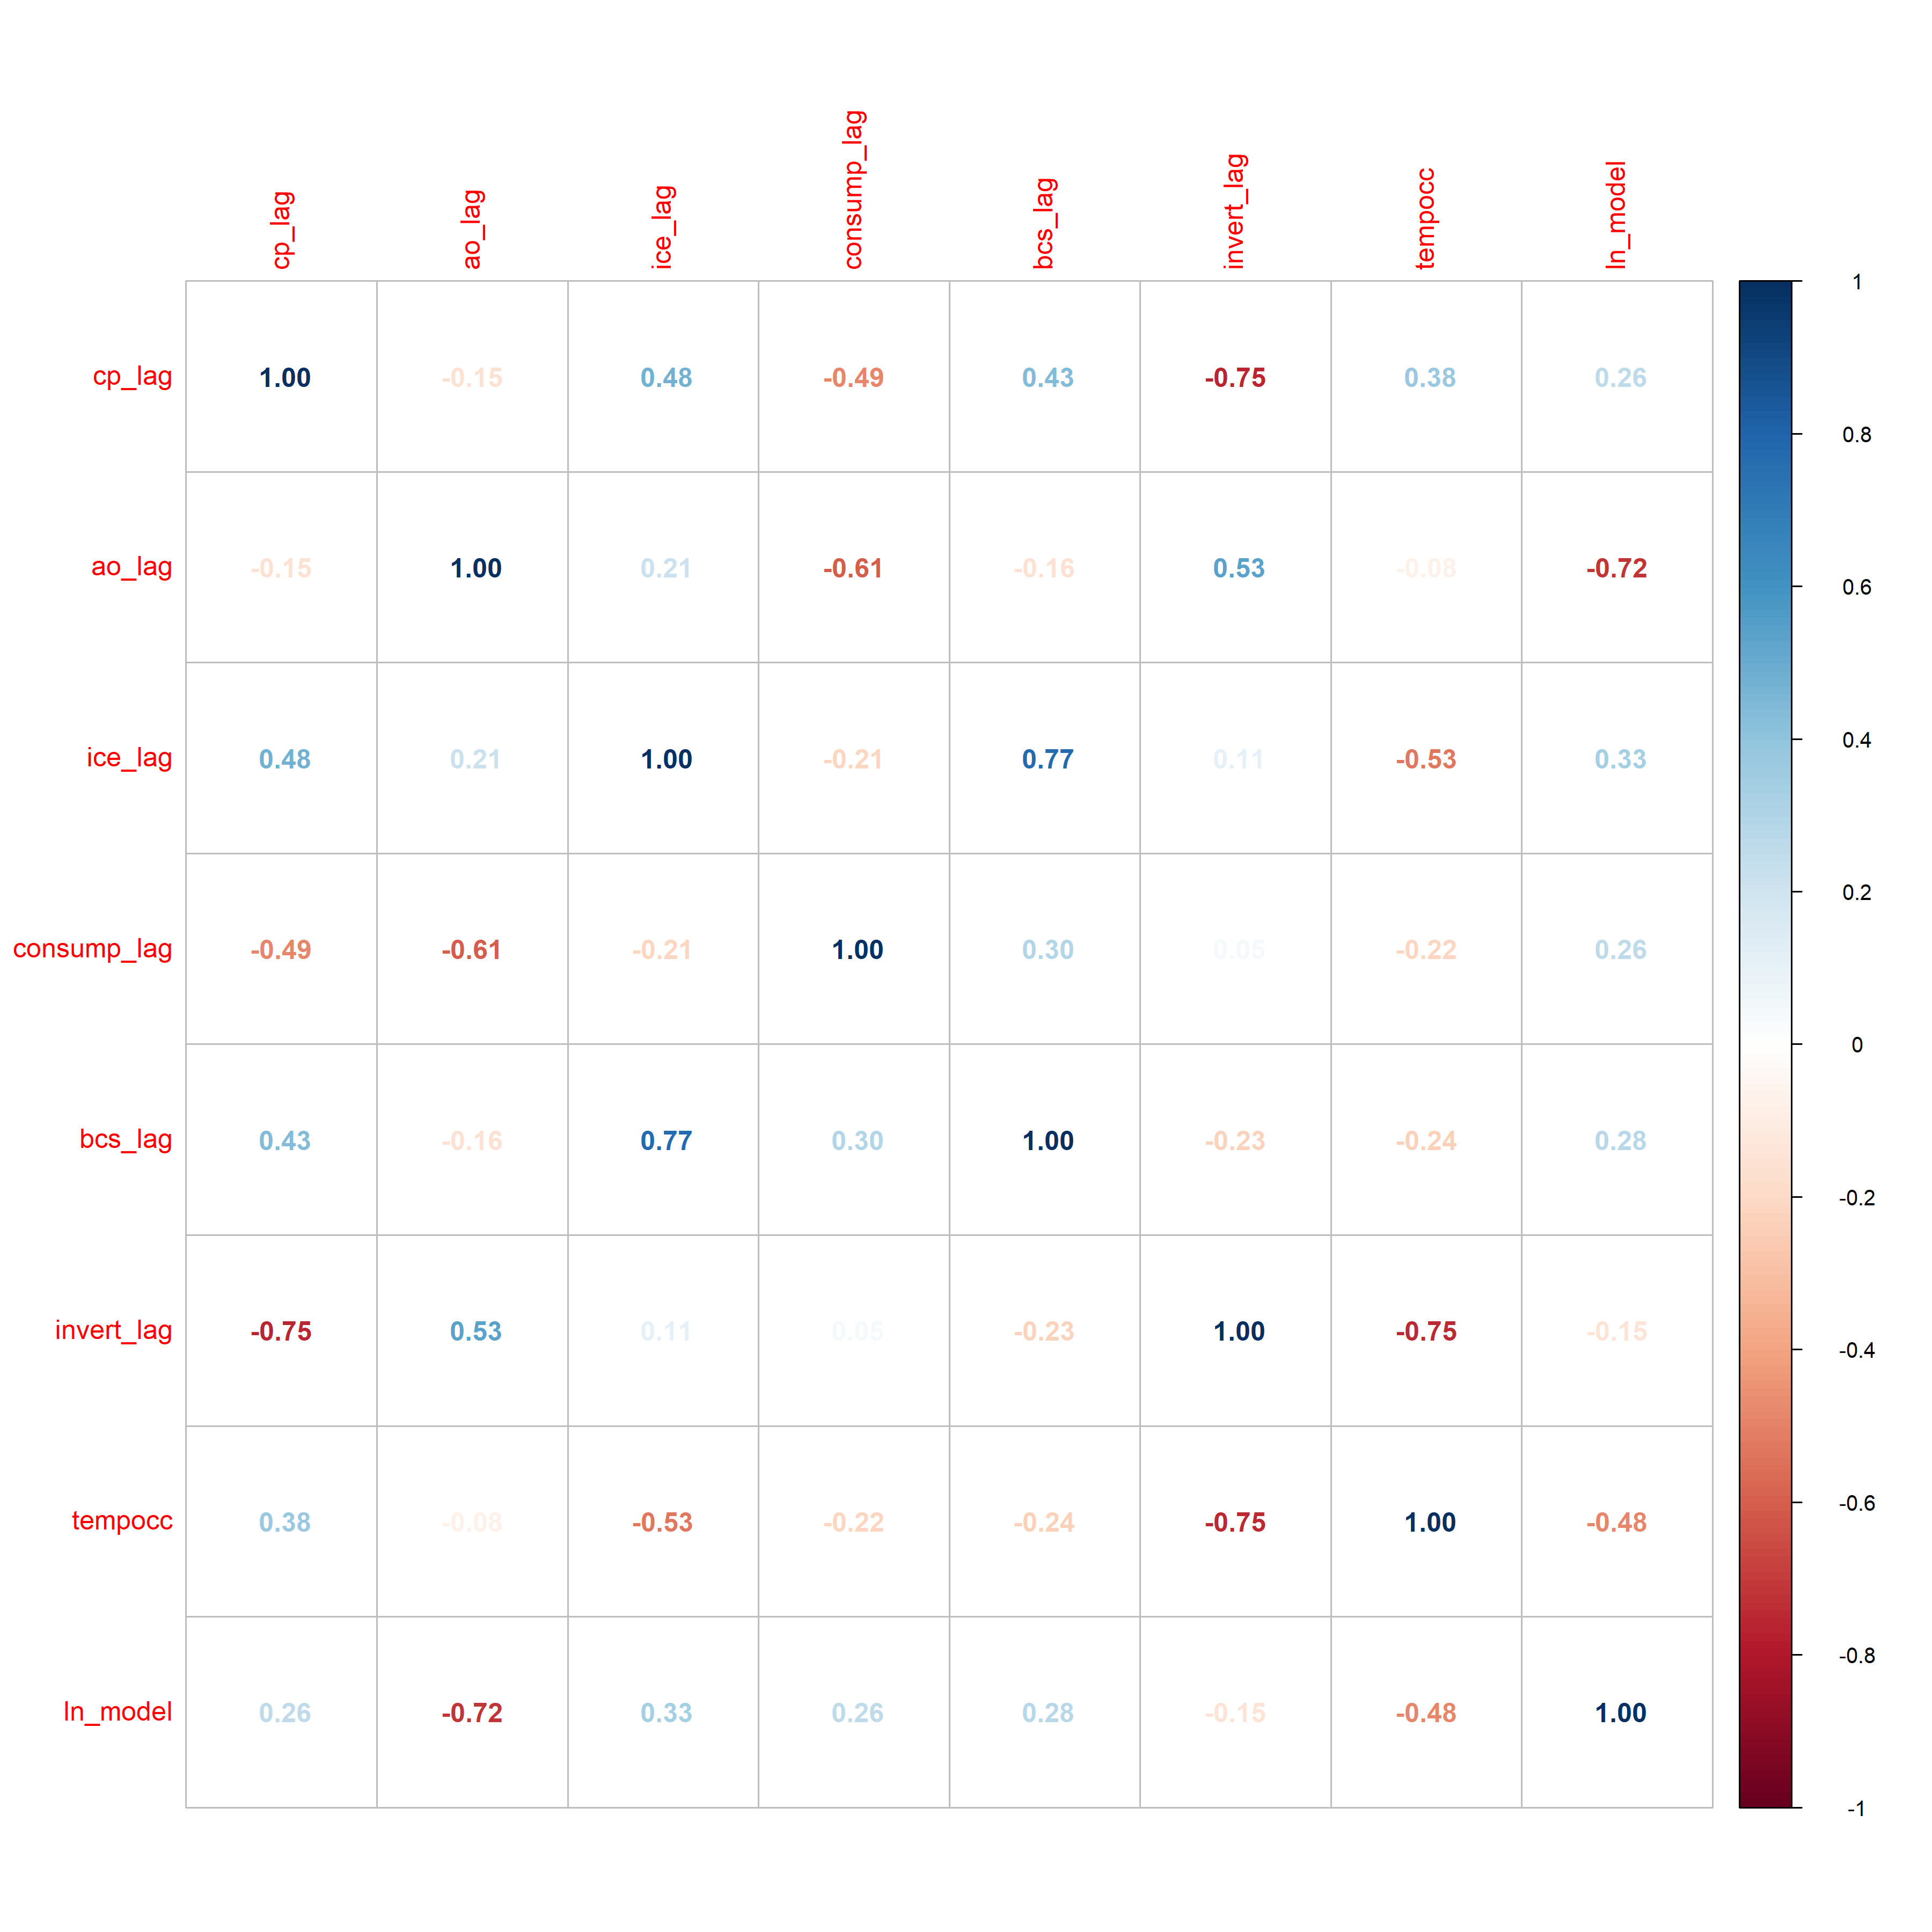 cp_lag ao_lag ice_lag consump_lag bcs_lag invert_lag tempocc ln_model
cp_lag 1.00 -0.15 0.48 -0.49 0.43 -0.75 0.38 0.26
ao_lag -0.15 1.00 0.21 -0.61 -0.16 0.53 -0.08 -0.72
ice_lag 0.48 0.21 1.00 -0.21 0.77 0.11 -0.53 0.33
consump_lag -0.49 -0.61 -0.21 1.00 0.30 0.05 -0.22 0.26
bcs_lag 0.43 -0.16 0.77 0.30 1.00 -0.23 -0.24 0.28
invert_lag -0.75 0.53 0.11 0.05 -0.23 1.00 -0.75 -0.15
tempocc 0.38 -0.08 -0.53 -0.22 -0.24 -0.75 1.00 -0.48
ln_model 0.26 -0.72 0.33 0.26 0.28 -0.15 -0.48 1.00
1
0.8
0.6
0.4
0.2
0
-0.2
-0.4
-0.6
-0.8
-1